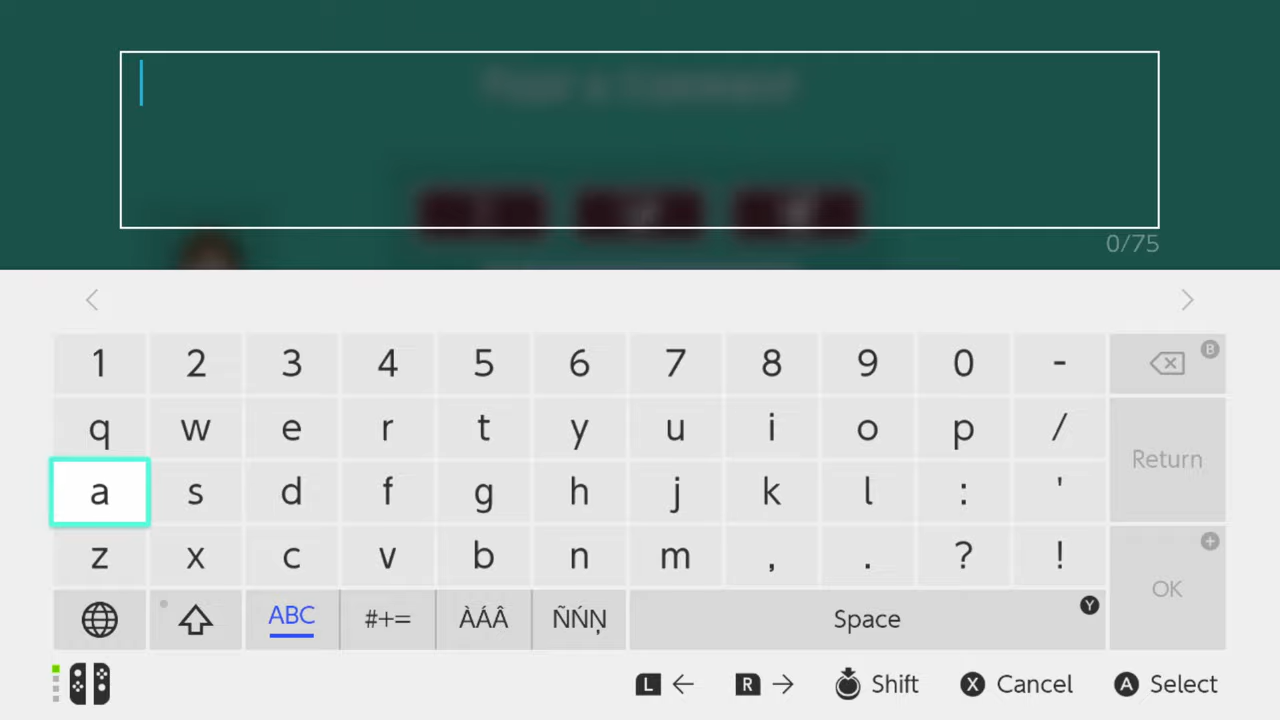 0/75
1 2 3 4 5 6 7 8 9 0 - B
q w e r t y u i o p / Return
a s d f g h j k l : '
z x c v b n m , . ? ! + OK
ABC #+= ÀÁÂ ÑŃŅ Space Y
L ← R → Shift X Cancel A Select